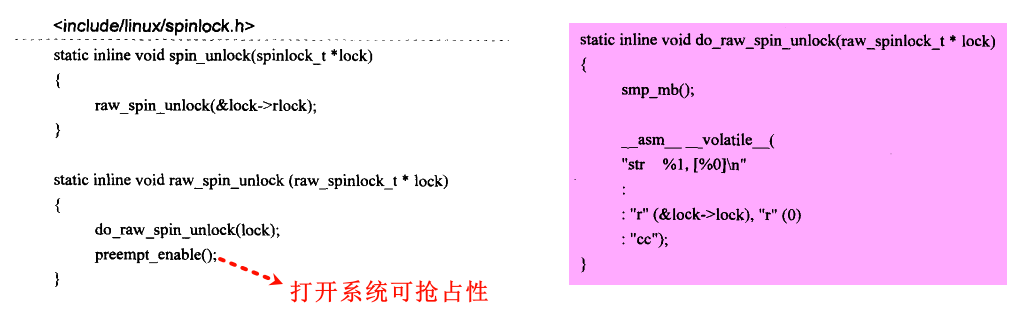 <include/linux/spinlock.h>
static inline void spin_unlock(spinlock_t *lock)
{
raw_spin_unlock(&lock->rlock);
}
static inline void raw_spin_unlock (raw_spinlock_t * lock)
{
do_raw_spin_unlock(lock);
preempt_enable();
}
打开系统可抢占性
static inline void do_raw_spin_unlock(raw_spinlock_t * lock)
{
smp_mb();
__asm__ __volatile__(
"str %1, [%0]\n"
:
: "r" (&lock->lock), "r" (0)
: "cc");
}